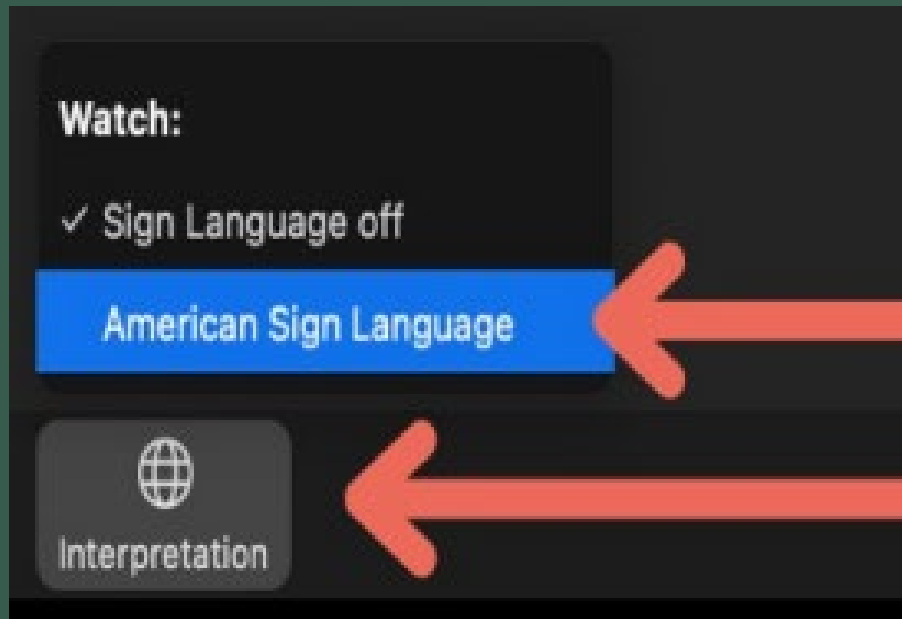 Watch:
✓ Sign Language off
American Sign Language
Interpretation